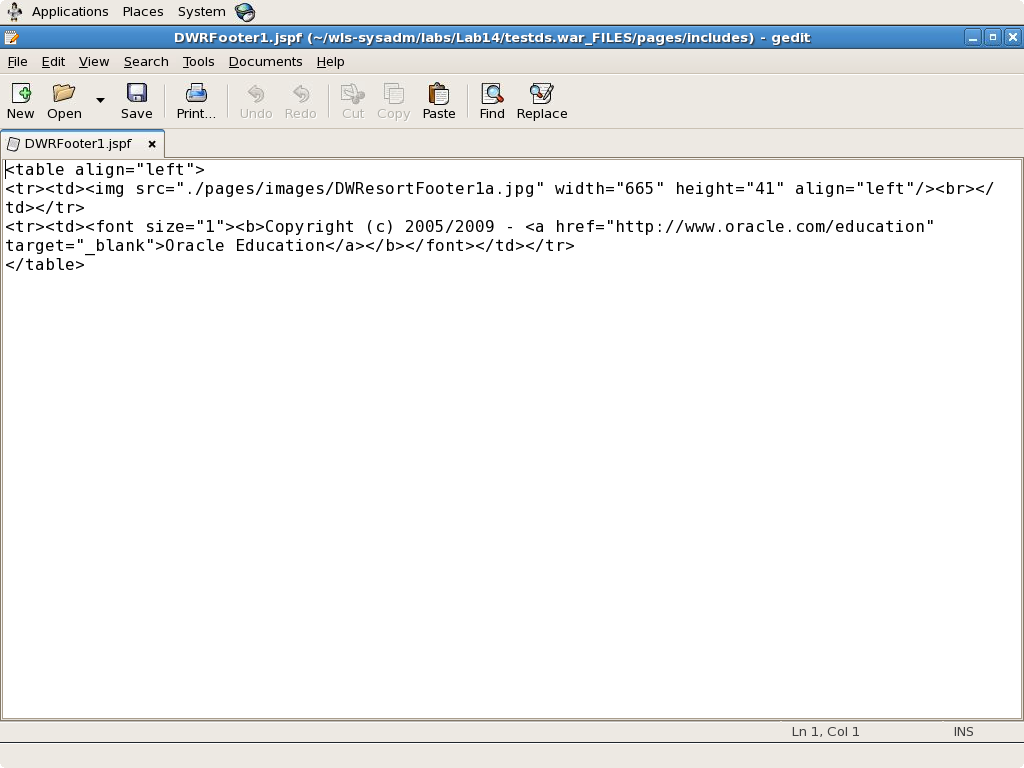 Applications Places System
DWRFooter1.jspf (~/wls-sysadm/labs/Lab14/testds.war_FILES/pages/includes) - gedit
File Edit View Search Tools Documents Help
New Open Save Print... Undo Redo Cut Copy Paste Find Replace
DWRFooter1.jspf
<table align="left">
<tr><td><img src="./pages/images/DWResortFooter1a.jpg" width="665" height="41" align="left"/><br></
td></tr>
<tr><td><font size="1"><b>Copyright (c) 2005/2009 - <a href="http://www.oracle.com/education"
target="_blank">Oracle Education</a></b></font></td></tr>
</table>
Ln 1, Col 1 INS